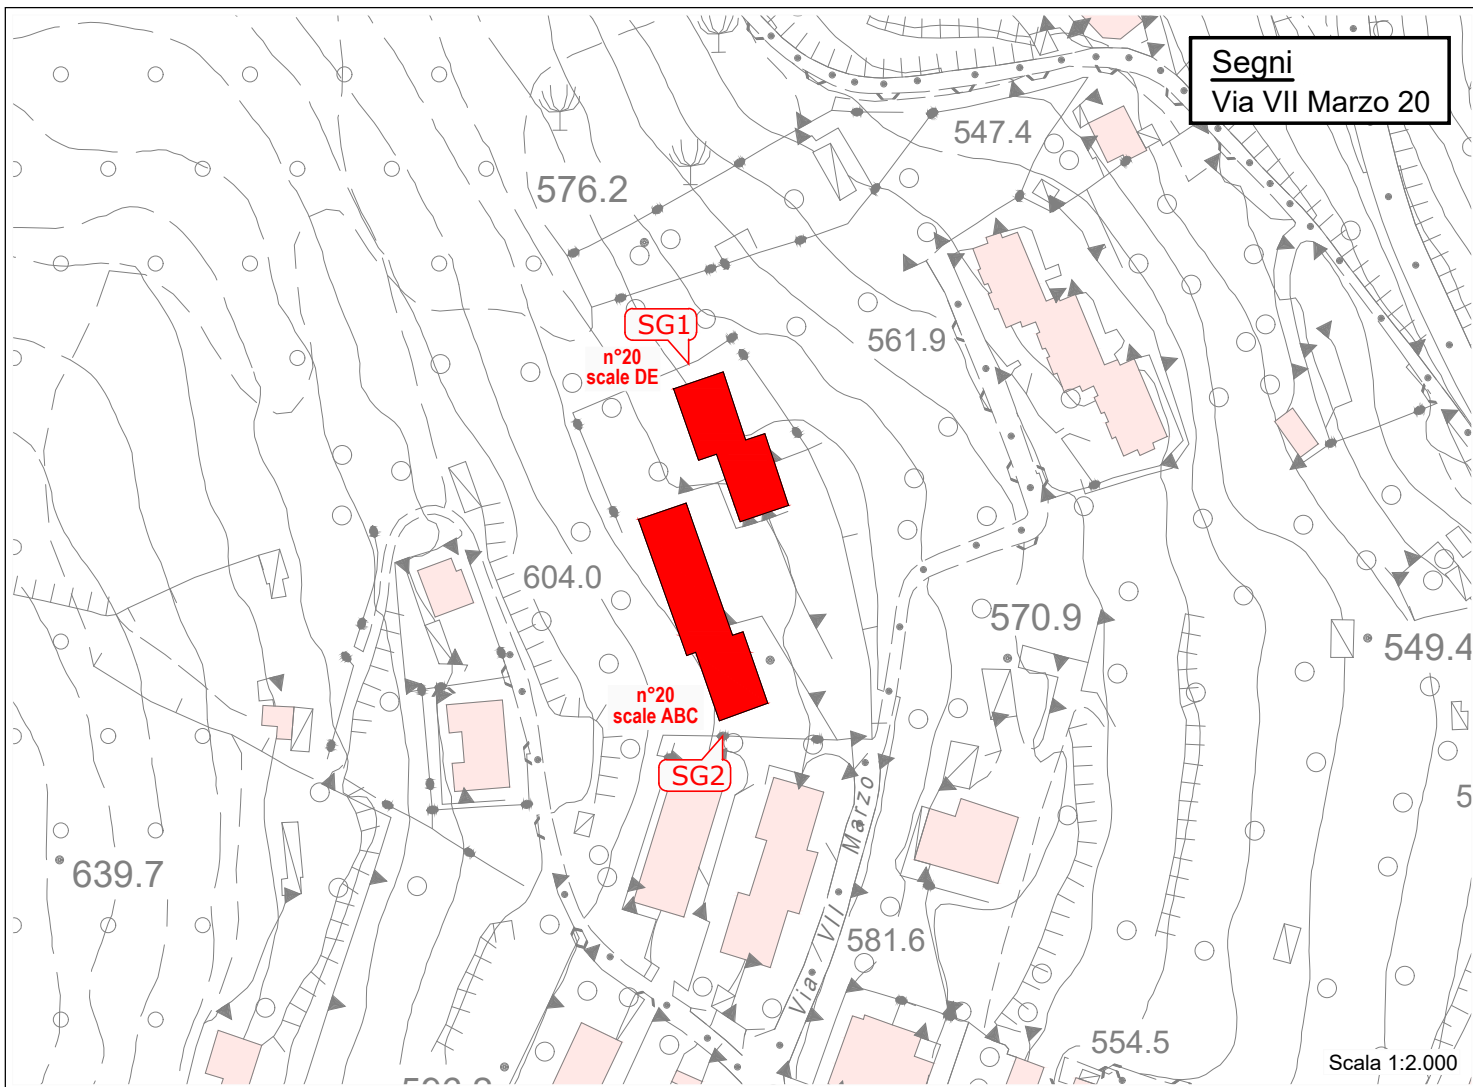 Segni
Via VII Marzo 20
547.4
576.2
561.9
SG1
n°20
scale DE
604.0
570.9
549.4
n°20
scale ABC
SG2
Via VII Marzo
639.7
581.6
554.5
Scala 1:2.000